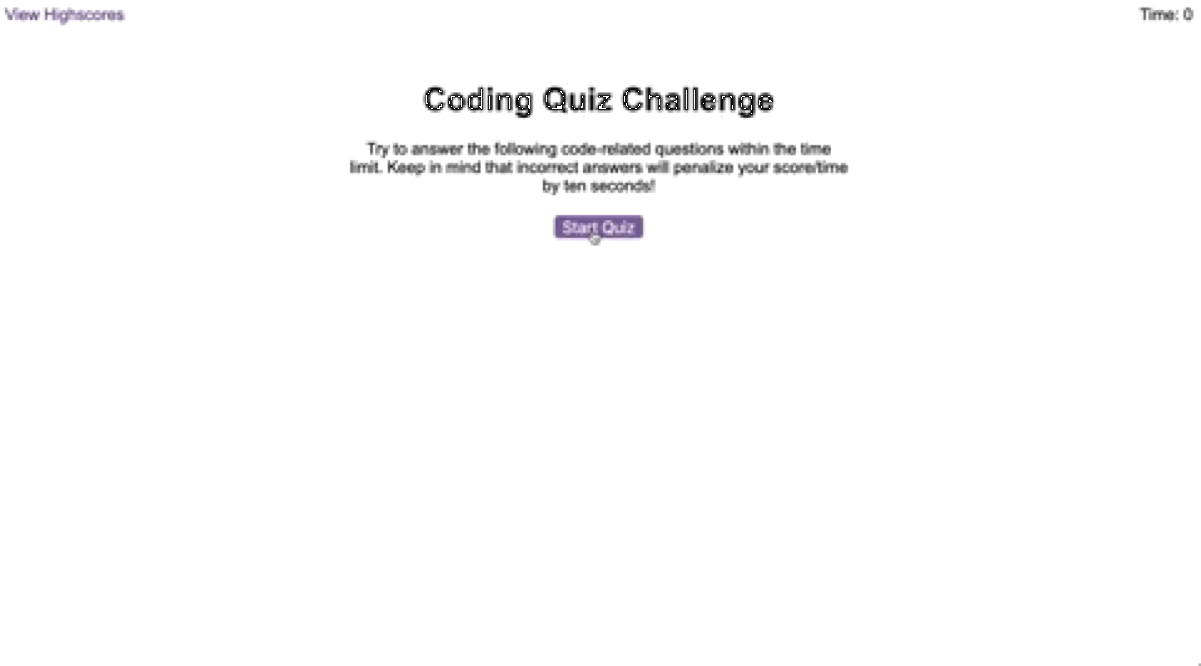 View Highscores
Time: 0
Coding Quiz Challenge
Try to answer the following code-related questions within the time
limit. Keep in mind that incorrect answers will penalize your score/time
by ten seconds!
Start Quiz